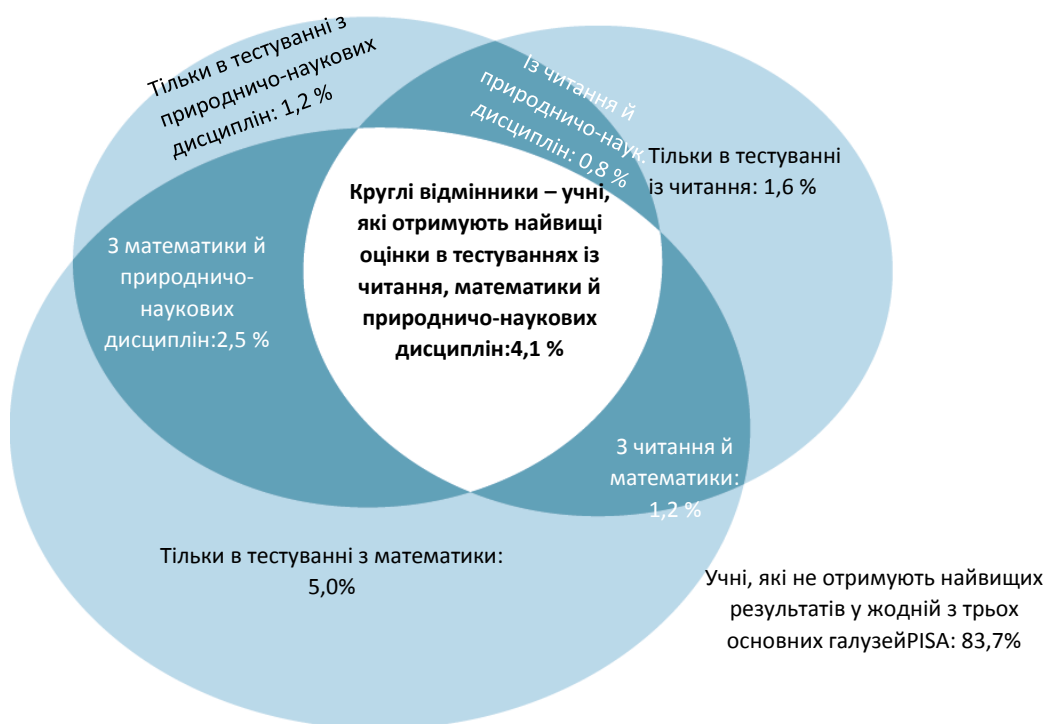 Тільки в тестуванні з
природничо-наукових
дисциплін: 1,2 %
Із читання й
природничо-наук.
дисциплін: 0,8 %
Тільки в тестуванні
із читання: 1,6 %
Круглі відмінники – учні,
які отримують найвищі
оцінки в тестуваннях із
читання, математики й
природничо-наукових
дисциплін:4,1 %
З математики й
природничо-
наукових
дисциплін:2,5 %
З читання й
математики:
1,2 %
Тільки в тестуванні з математики:
5,0%
Учні, які не отримують найвищих
результатів у жодній з трьох
основних галузейPISA: 83,7%